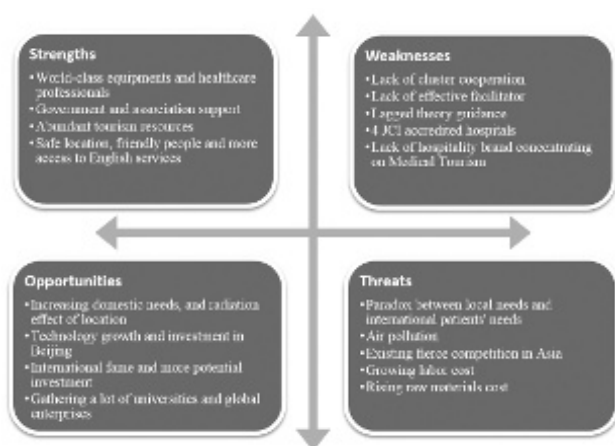 Strengths
•World-class equipments and healthcare
professionals
•Government and association support
•Abundant tourism resources
•Safe location, friendly people and more
access to English services
Weaknesses
•Lack of cluster cooperation
•Lack of effective facilitator
•Lagged theory guidance
•4 JCI accredited hospitals
•Lack of hospitality brand concentrating
on Medical Tourism
Opportunities
•Increasing domestic needs, and radiation
effect of location
•Technology growth and investment in
Beijing
•International fame and more potential
investment
•Gathering a lot of universities and global
enterprises
Threats
•Paradox between local needs and
international patients' needs
•Air pollution
•Existing fierce competition in Asia
•Growing labor cost
•Rising raw materials cost